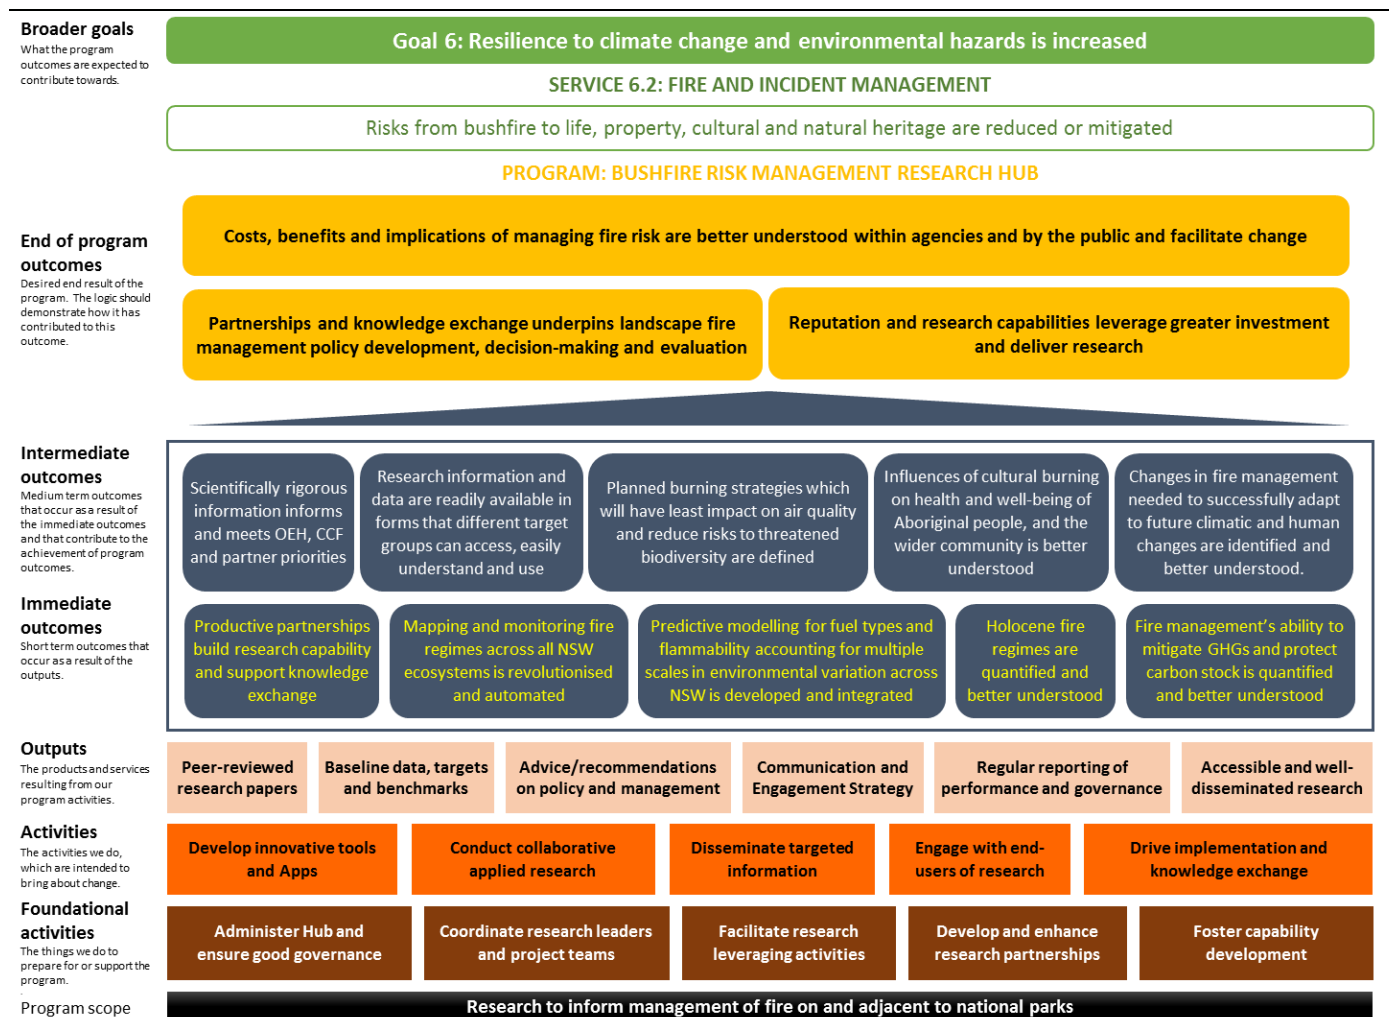 Broader goals
What the program
outcomes are expected to
contribute towards.
Goal 6: Resilience to climate change and environmental hazards is increased
SERVICE 6.2: FIRE AND INCIDENT MANAGEMENT
Risks from bushfire to life, property, cultural and natural heritage are reduced or mitigated
PROGRAM: BUSHFIRE RISK MANAGEMENT RESEARCH HUB
End of program
outcomes
Desired end result of the
program. The logic should
demonstrate how it has
contributed to this
outcome.
Costs, benefits and implications of managing fire risk are better understood within agencies and by the public and facilitate change
Partnerships and knowledge exchange underpins landscape fire
management policy development, decision-making and evaluation
Reputation and research capabilities leverage greater investment
and deliver research
Intermediate
outcomes
Medium term outcomes
that occur as a result of
the immediate outcomes
and that contribute to the
achievement of program
outcomes.
Scientifically rigorous
information informs
and meets OEH, CCF
and partner priorities
Research information and
data are readily available in
forms that different target
groups can access, easily
understand and use
Planned burning strategies which
will have least impact on air quality
and reduce risks to threatened
biodiversity are defined
Influences of cultural burning
on health and well-being of
Aboriginal people, and the
wider community is better
understood
Changes in fire management
needed to successfully adapt
to future climatic and human
changes are identified and
better understood.
Immediate
outcomes
Short term outcomes that
occur as a result of the
outputs.
Productive partnerships
build research capability
and support knowledge
exchange
Mapping and monitoring fire
regimes across all NSW
ecosystems is revolutionised
and automated
Predictive modelling for fuel types and
flammability accounting for multiple
scales in environmental variation across
NSW is developed and integrated
Holocene fire
regimes are
quantified and
better understood
Fire management's ability to
mitigate GHGs and protect
carbon stock is quantified
and better understood
Outputs
The products and services
resulting from our
program activities.
Peer-reviewed
research papers
Baseline data, targets
and benchmarks
Advice/recommendations
on policy and management
Communication and
Engagement Strategy
Regular reporting of
performance and governance
Accessible and well-
disseminated research
Activities
The activities we do,
which are intended to
bring about change.
Develop innovative tools
and Apps
Conduct collaborative
applied research
Disseminate targeted
information
Engage with end-
users of research
Drive implementation and
knowledge exchange
Foundational
activities
The things we do to
prepare for or support the
program.
.
Administer Hub and
ensure good governance
Coordinate research leaders
and project teams
Facilitate research
leveraging activities
Develop and enhance
research partnerships
Foster capability
development
Program scope
Research to inform management of fire on and adjacent to national parks